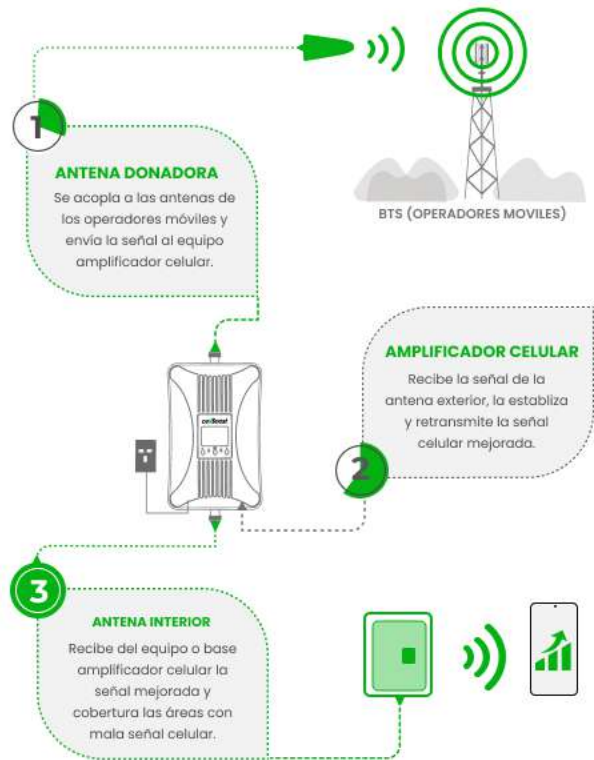 BTS (OPERADORES MOVILES)
1
ANTENA DONADORA
Se acopla a las antenas de
los operadores móviles y
envía la señal al equipo
amplificador celular.
AMPLIFICADOR CELULAR
Recibe la señal de la
antena exterior, la establiza
y retransmite la señal
celular mejorada.
2
3
ANTENA INTERIOR
Recibe del equipo o base
amplificador celular la
señal mejorada y
cobertura las áreas con
mala señal celular.